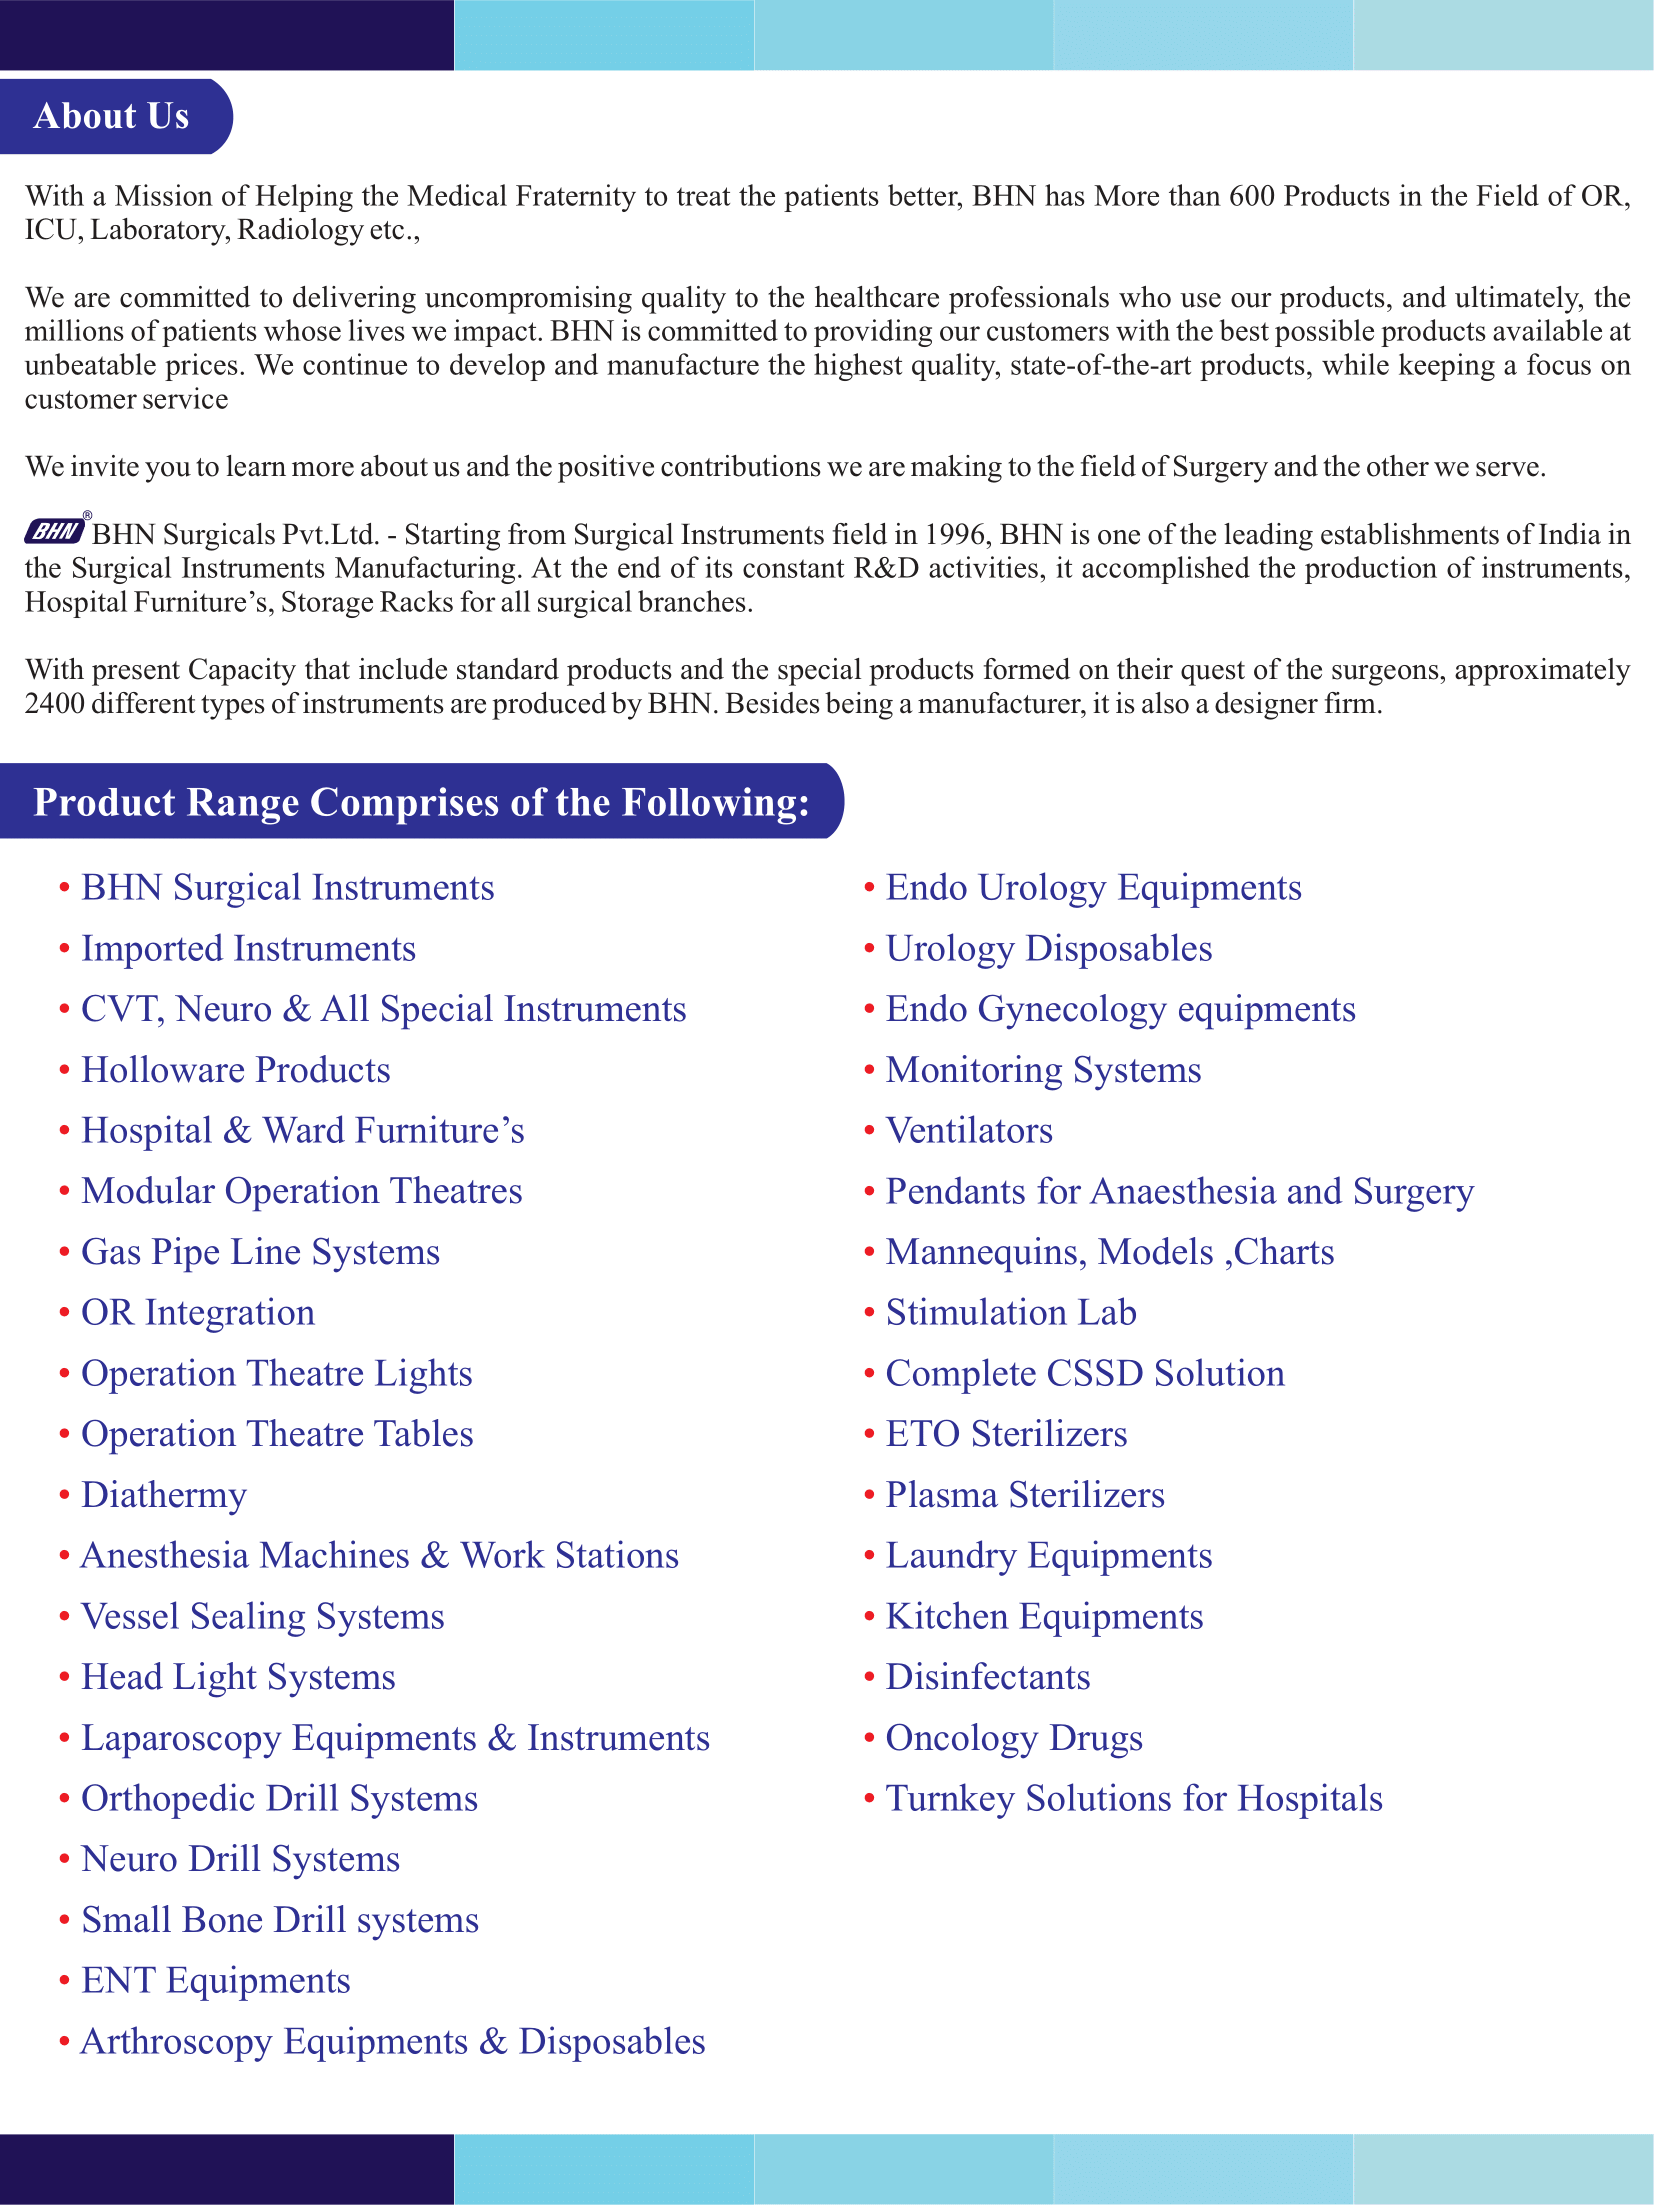 About Us
With a Mission of Helping the Medical Fraternity to treat the patients better, BHN has More than 600 Products in the Field of OR,
ICU, Laboratory, Radiology etc.,
We are committed to delivering uncompromising quality to the healthcare professionals who use our products, and ultimately, the
millions of patients whose lives we impact. BHN is committed to providing our customers with the best possible products available at
unbeatable prices. We continue to develop and manufacture the highest quality, state-of-the-art products, while keeping a focus on
customer service
We invite you to learn more about us and the positive contributions we are making to the field of Surgery and the other we serve.
BHN® BHN Surgicals Pvt.Ltd. - Starting from Surgical Instruments field in 1996, BHN is one of the leading establishments of India in
the Surgical Instruments Manufacturing. At the end of its constant R&D activities, it accomplished the production of instruments,
Hospital Furniture’s, Storage Racks for all surgical branches.
With present Capacity that include standard products and the special products formed on their quest of the surgeons, approximately
2400 different types of instruments are produced by BHN. Besides being a manufacturer, it is also a designer firm.
Product Range Comprises of the Following:
• BHN Surgical Instruments
• Imported Instruments
• CVT, Neuro & All Special Instruments
• Holloware Products
• Hospital & Ward Furniture’s
• Modular Operation Theatres
• Gas Pipe Line Systems
• OR Integration
• Operation Theatre Lights
• Operation Theatre Tables
• Diathermy
• Anesthesia Machines & Work Stations
• Vessel Sealing Systems
• Head Light Systems
• Laparoscopy Equipments & Instruments
• Orthopedic Drill Systems
• Neuro Drill Systems
• Small Bone Drill systems
• ENT Equipments
• Arthroscopy Equipments & Disposables
• Endo Urology Equipments
• Urology Disposables
• Endo Gynecology equipments
• Monitoring Systems
• Ventilators
• Pendants for Anaesthesia and Surgery
• Mannequins, Models ,Charts
• Stimulation Lab
• Complete CSSD Solution
• ETO Sterilizers
• Plasma Sterilizers
• Laundry Equipments
• Kitchen Equipments
• Disinfectants
• Oncology Drugs
• Turnkey Solutions for Hospitals